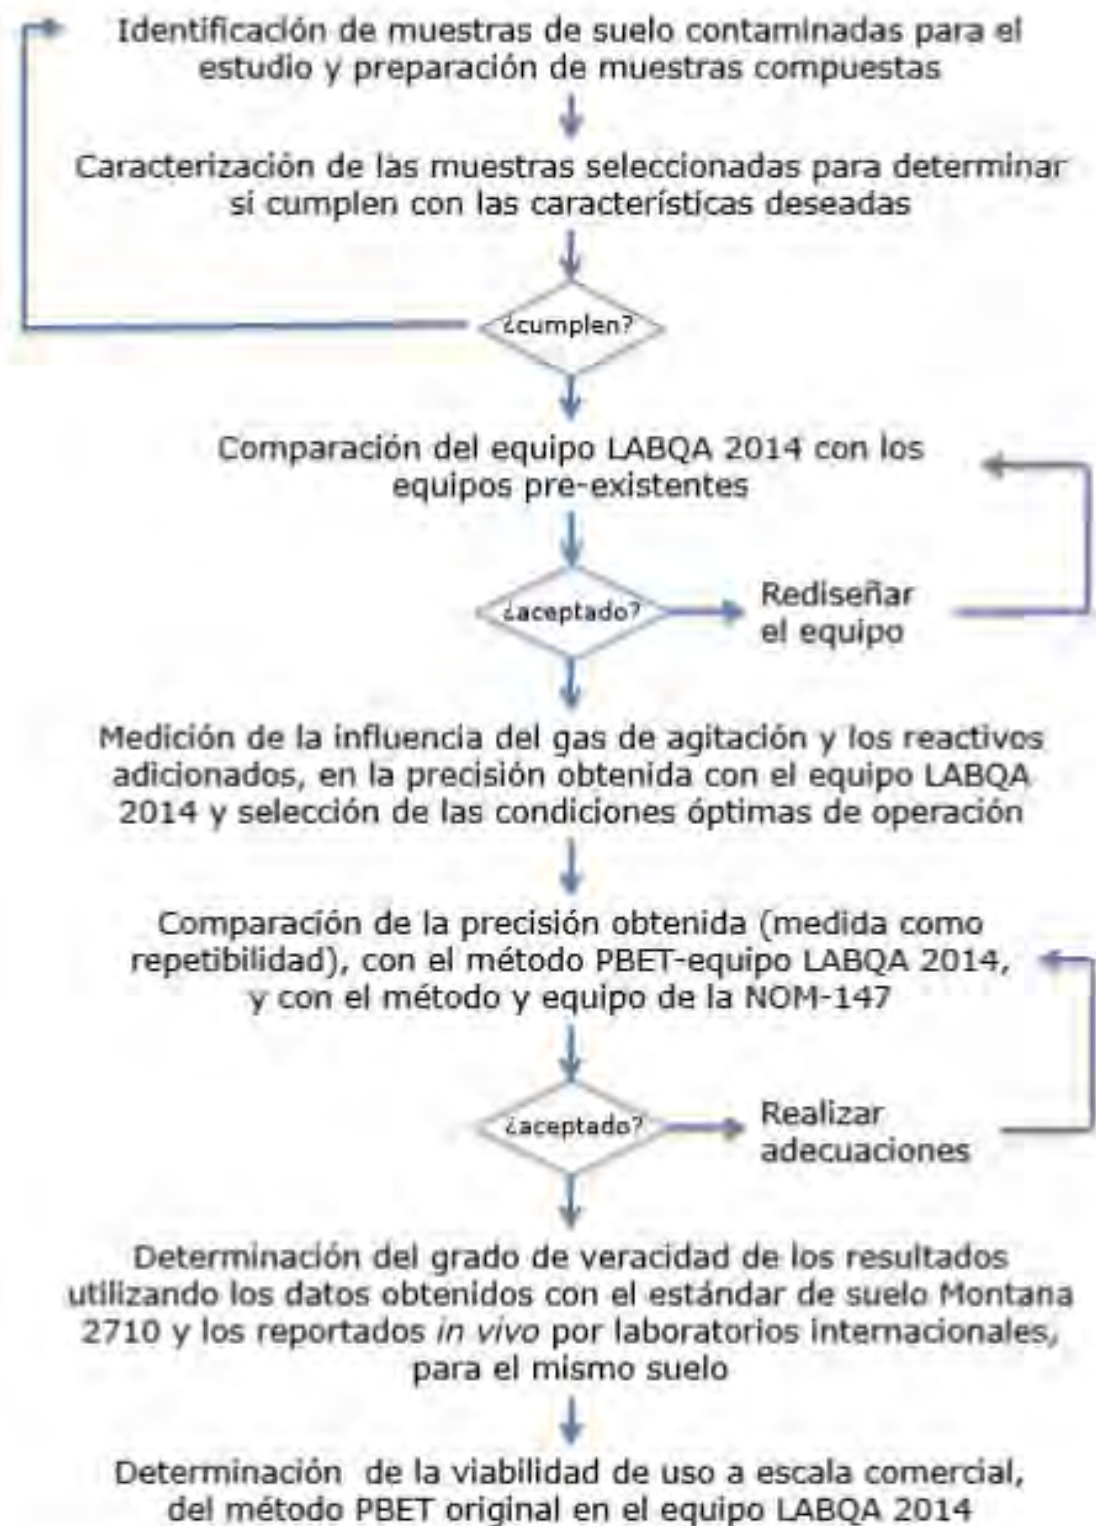 Identificación de muestras de suelo contaminadas para el
estudio y preparación de muestras compuestas
Caracterización de las muestras seleccionadas para determinar
si cumplen con las características deseadas
¿cumplen?
Comparación del equipo LABQA 2014 con los
equipos pre-existentes
¿aceptado?
Rediseñar
el equipo
Medición de la influencia del gas de agitación y los reactivos
adicionados, en la precisión obtenida con el equipo LABQA
2014 y selección de las condiciones óptimas de operación
Comparación de la precisión obtenida (medida como
repetibilidad), con el método PBET-equipo LABQA 2014,
y con el método y equipo de la NOM-147
¿aceptado?
Realizar
adecuaciones
Determinación del grado de veracidad de los resultados
utilizando los datos obtenidos con el estándar de suelo Montana
2710 y los reportados in vivo por laboratorios internacionales,
para el mismo suelo
Determinación de la viabilidad de uso a escala comercial,
del método PBET original en el equipo LABQA 2014